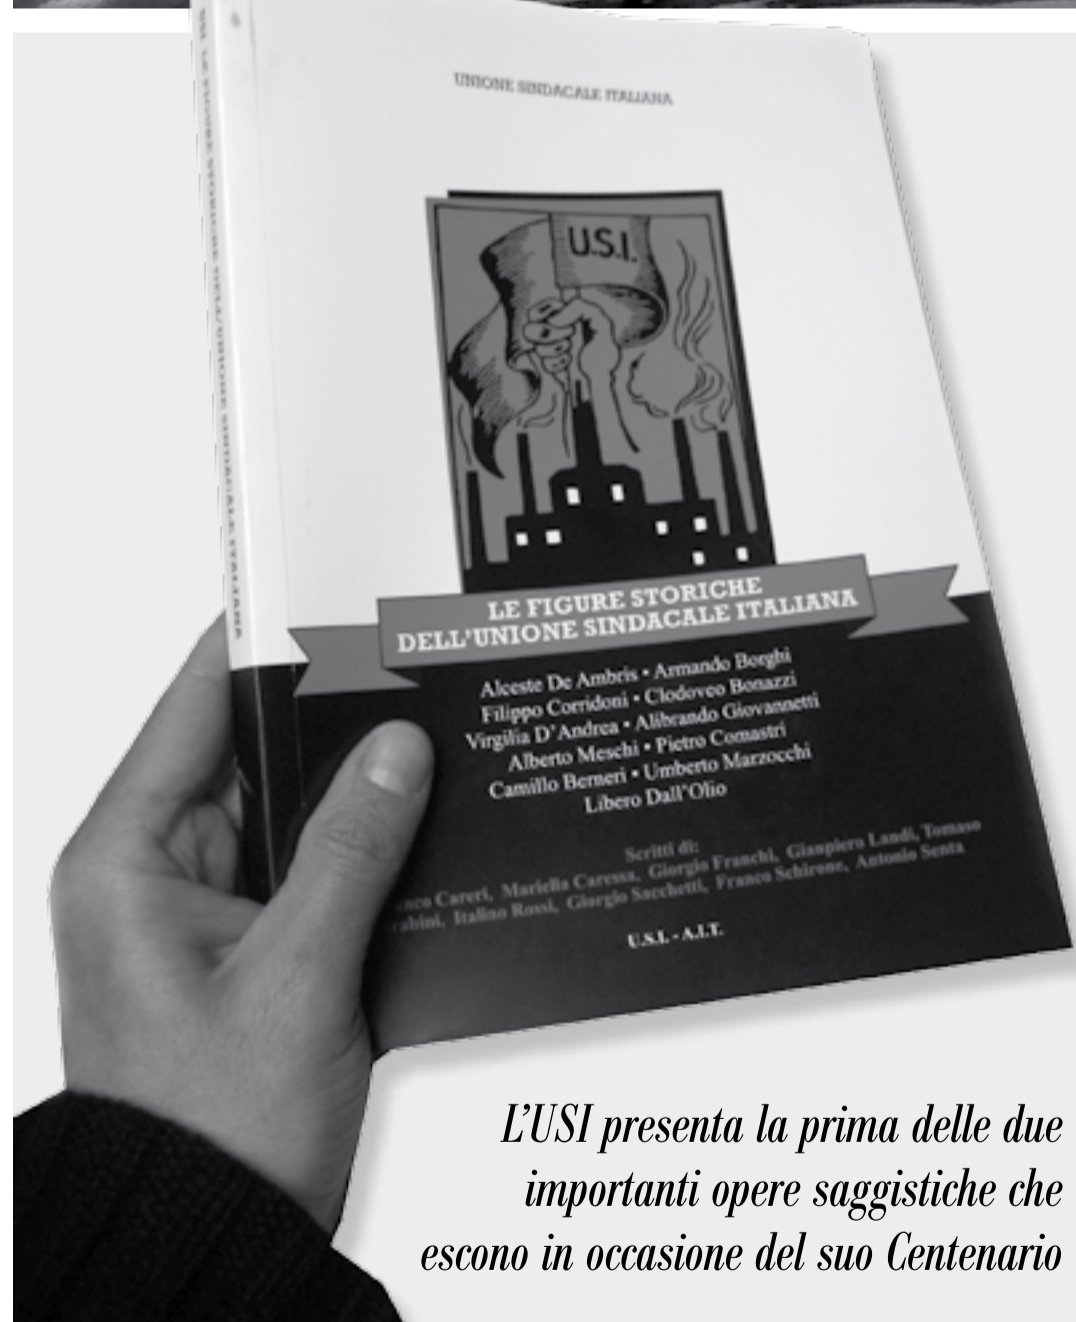 UNIONE SINDACALE ITALIANA
U.S.I.
LE FIGURE STORICHE DELL'UNIONE SINDACALE ITALIANA
LE FIGURE STORICHE
DELL'UNIONE SINDACALE ITALIANA
Alceste De Ambris • Armando Borghi
Filippo Corridoni • Clodoveo Bonazzi
Virgilia D'Andrea • Alibrando Giovannetti
Alberto Meschi • Pietro Comastri
Camillo Berneri • Umberto Marzocchi
Libero Dall'Olio
Scritti di:
Careri, Mariella Caressa, Giorgio Franchi, Gianpiero Landi, Tomaso
Italino Rossi, Giorgio Sacchetti, Franco Schirone, Antonio Senta
U.S.I. - A.I.T.
L'USI presenta la prima delle due
importanti opere saggistiche che
escono in occasione del suo Centenario